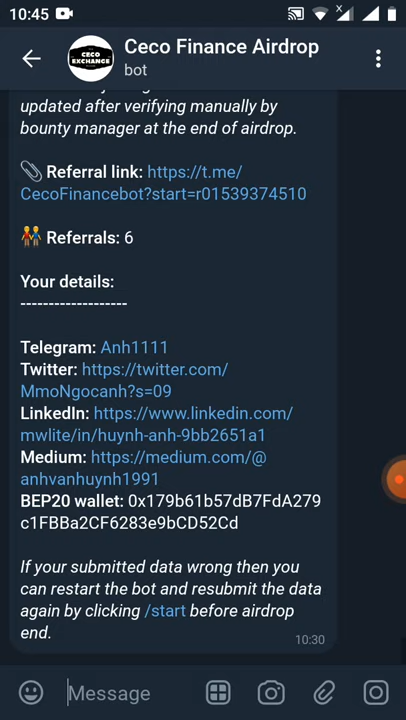 10:45
Ceco Finance Airdrop
bot
CECO
EXCHANGE
updated after verifying manually by
bounty manager at the end of airdrop.
Referral link: https://t.me/
CecoFinancebot?start=r01539374510
Referrals: 6
Your details:
-------------------
Telegram: Anh1111
Twitter: https://twitter.com/
MmoNgocanh?s=09
LinkedIn: https://www.linkedin.com/
mwlite/in/huynh-anh-9bb2651a1
Medium: https://medium.com/@
anhvanhuynh1991
BEP20 wallet: 0x179b61b57dB7FdA279
c1FBBa2CF6283e9bCD52Cd
If your submitted data wrong then you
can restart the bot and resubmit the data
again by clicking /start before airdrop
end.
10:30
Message